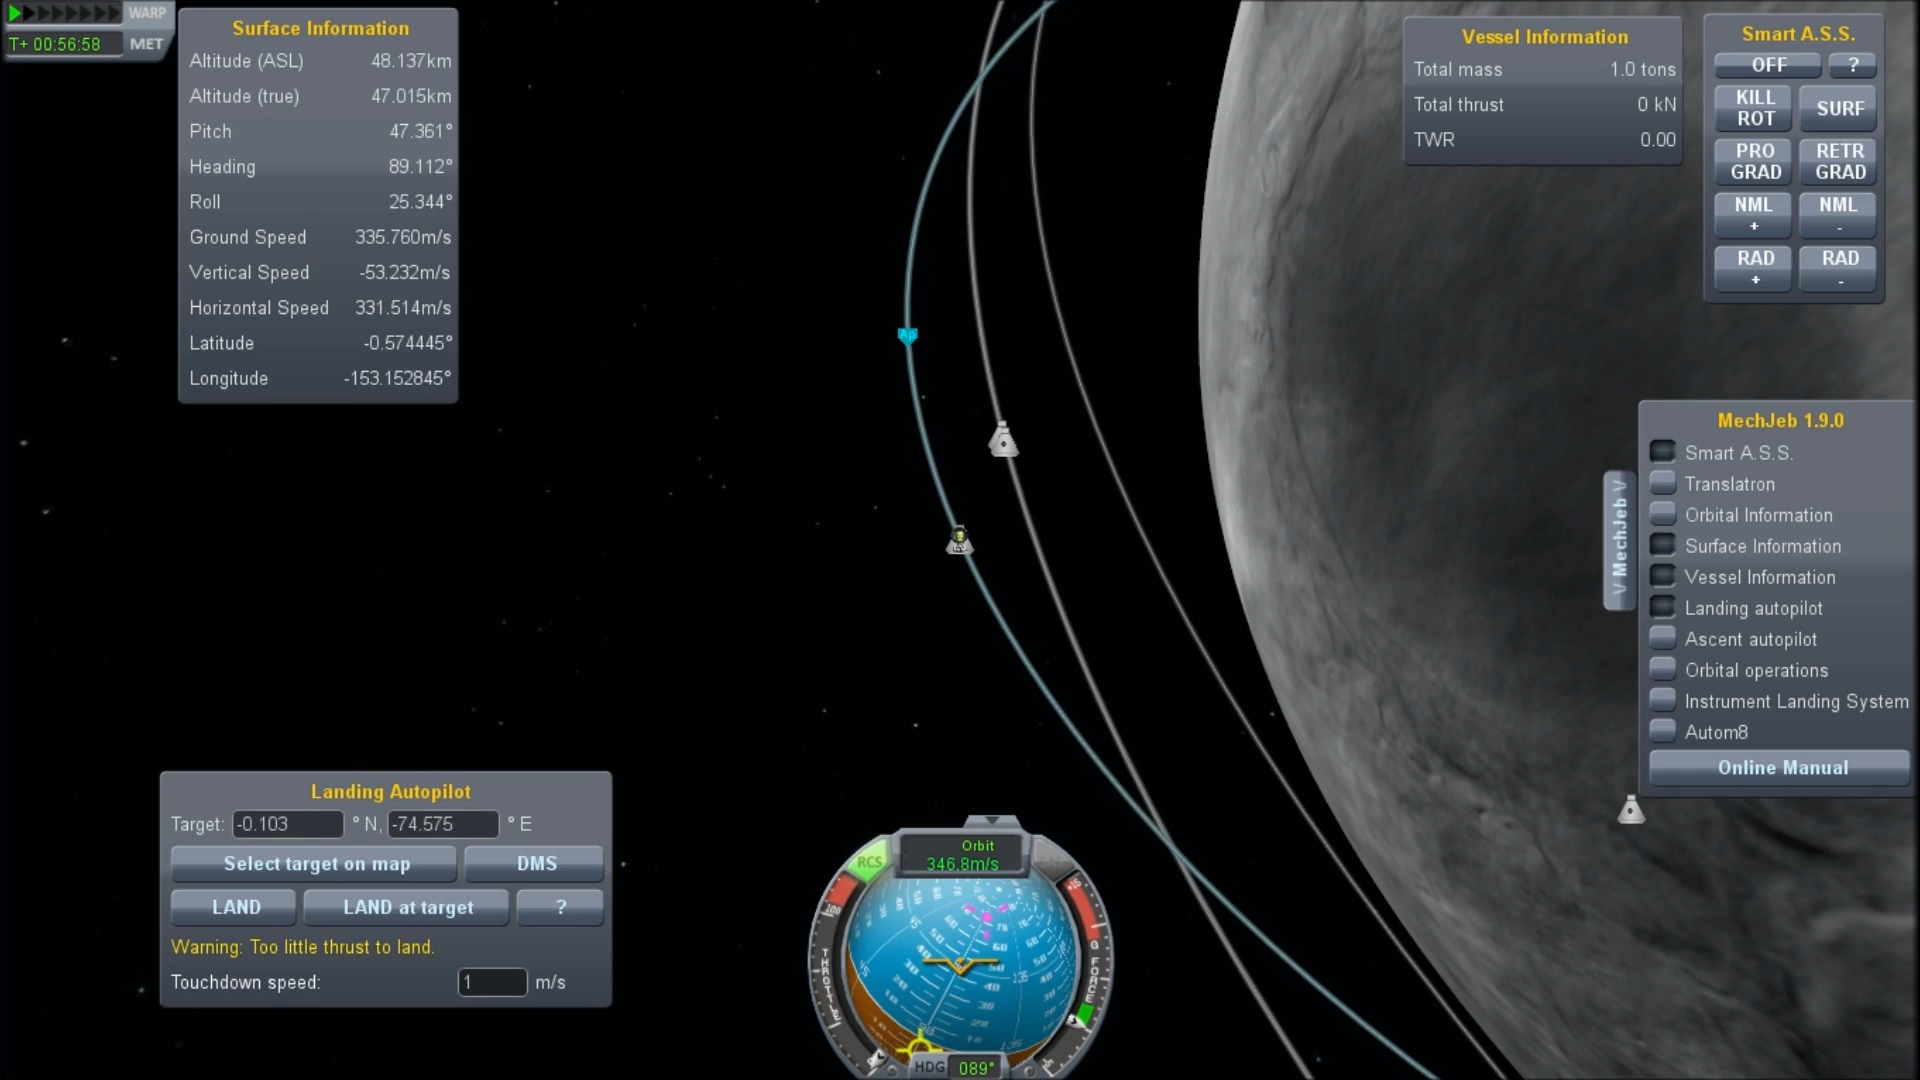 WARP
T+ 00:56:58 MET
Surface Information
Altitude (ASL) 48.137km
Altitude (true) 47.015km
Pitch 47.361°
Heading 89.112°
Roll 25.344°
Ground Speed 335.760m/s
Vertical Speed -53.232m/s
Horizontal Speed 331.514m/s
Latitude -0.574445°
Longitude -153.152845°
Vessel Information
Total mass 1.0 tons
Total thrust 0 kN
TWR 0.00
Smart A.S.S.
OFF ?
KILL ROT SURF
PRO GRAD RETR GRAD
NML + NML -
RAD + RAD -
Ap
V MechJeb V
MechJeb 1.9.0
Smart A.S.S.
Translatron
Orbital Information
Surface Information
Vessel Information
Landing autopilot
Ascent autopilot
Orbital operations
Instrument Landing System
Autom8
Online Manual
Landing Autopilot
Target: -0.103 ° N, -74.575 ° E
Select target on map DMS
LAND LAND at target ?
Warning: Too little thrust to land.
Touchdown speed: 1 m/s
Orbit
346.8m/s
RCS
THROTTLE
G FORCE
HDG 089°